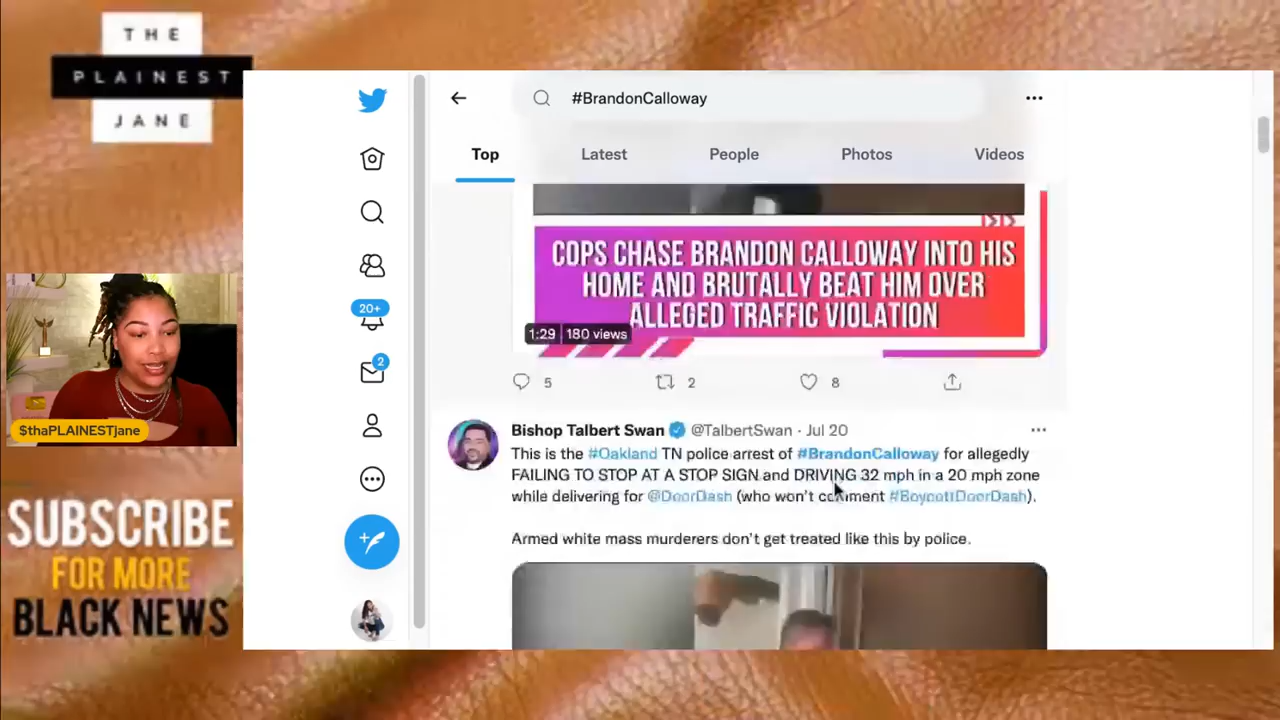 THE
PLAINEST
JANE
#BrandonCalloway
Top
Latest
People
Photos
Videos
COPS CHASE BRANDON CALLOWAY INTO HIS
HOME AND BRUTALLY BEAT HIM OVER
ALLEGED TRAFFIC VIOLATION
1:29 180 views
5
2
8
20+
2
$thaPLAINESTjane
Bishop Talbert Swan @TalbertSwan · Jul 20
This is the #Oakland TN police arrest of #BrandonCalloway for allegedly
FAILING TO STOP AT A STOP SIGN and DRIVING 32 mph in a 20 mph zone
while delivering for @DoorDash (who won't comment #BoycottDoorDash).
Armed white mass murderers don't get treated like this by police.
SUBSCRIBE
FOR MORE
BLACK NEWS